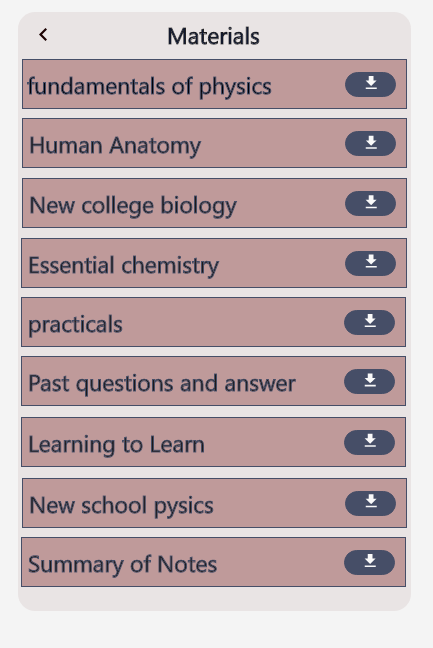 Materials
fundamentals of physics
Human Anatomy
New college biology
Essential chemistry
practicals
Past questions and answer
Learning to Learn
New school pysics
Summary of Notes